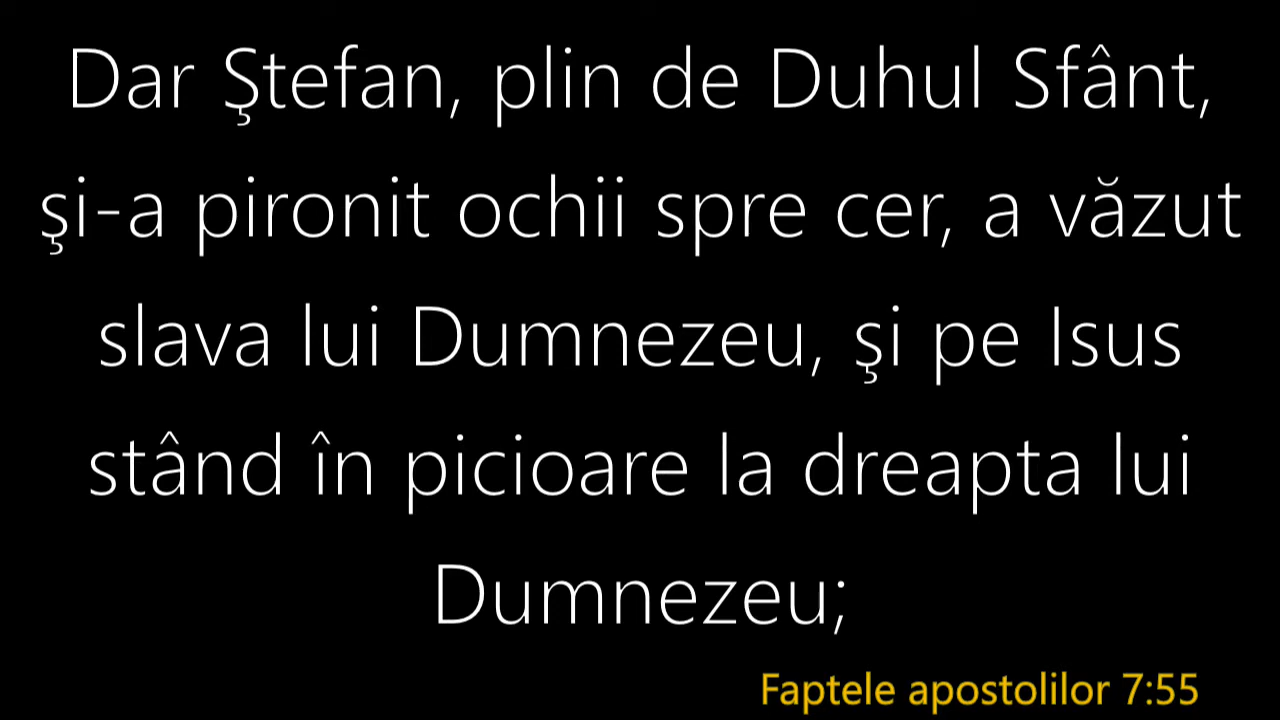 Dar Ştefan, plin de Duhul Sfânt,
şi-a pironit ochii spre cer, a văzut
slava lui Dumnezeu, şi pe Isus
stând în picioare la dreapta lui
Dumnezeu;
Faptele apostolilor 7:55